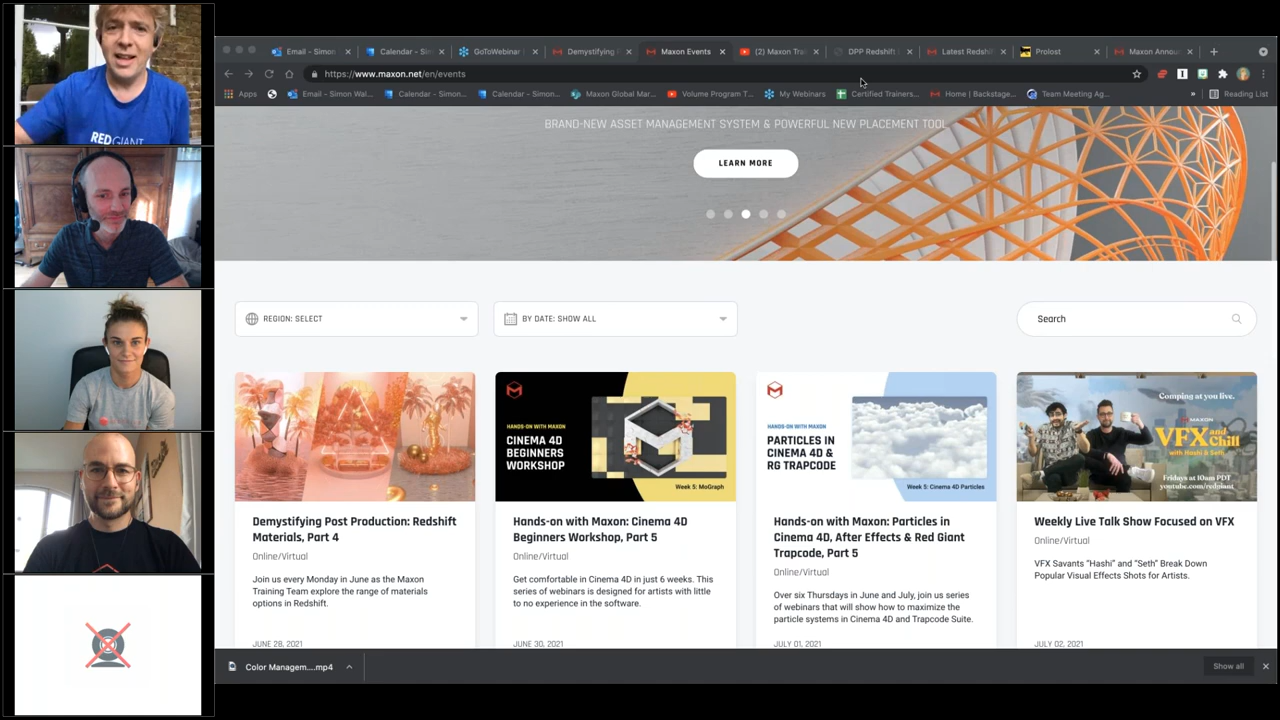 REDGIANT
Email - Simon
Calendar - Sim
GoToWebinar
Demystifying
Maxon Events
(2) Maxon Trai
DPP Redshift
Latest Redshi
Prolost
Maxon Annou
https://www.maxon.net/en/events
Apps
Email - Simon Wal...
Calendar - Simon...
Calendar - Simon...
Maxon Global Mar...
Volume Program T...
My Webinars
Certified Trainers...
Home | Backstage...
Team Meeting Ag...
»
Reading List
BRAND-NEW ASSET MANAGEMENT SYSTEM & POWERFUL NEW PLACEMENT TOOL
LEARN MORE
REGION: SELECT
BY DATE: SHOW ALL
Search
HANDS-ON WITH MAXON
CINEMA 4D
BEGINNERS
WORKSHOP
Week 5: MoGraph
HANDS-ON WITH MAXON
PARTICLES IN
CINEMA 4D &
RG TRAPCODE
Week 5: Cinema 4D Particles
Comping at you live.
MAXON
VFX and
Chill
with Hashi & Seth
Fridays at 10am PDT
youtube.com/redgiant
Demystifying Post Production: Redshift
Materials, Part 4
Online/Virtual
Join us every Monday in June as the Maxon
Training Team explore the range of materials
options in Redshift.
JUNE 28, 2021
Hands-on with Maxon: Cinema 4D
Beginners Workshop, Part 5
Online/Virtual
Get comfortable in Cinema 4D in just 6 weeks. This
series of webinars is designed for artists with little
to no experience in the software.
JUNE 30, 2021
Hands-on with Maxon: Particles in
Cinema 4D, After Effects & Red Giant
Trapcode, Part 5
Online/Virtual
Over six Thursdays in June and July, join us series
of webinars that will show how to maximize the
particle systems in Cinema 4D and Trapcode Suite.
JULY 01, 2021
Weekly Live Talk Show Focused on VFX
Online/Virtual
VFX Savants "Hashi" and "Seth" Break Down
Popular Visual Effects Shots for Artists.
JULY 02, 2021
Color Managem....mp4
Show all